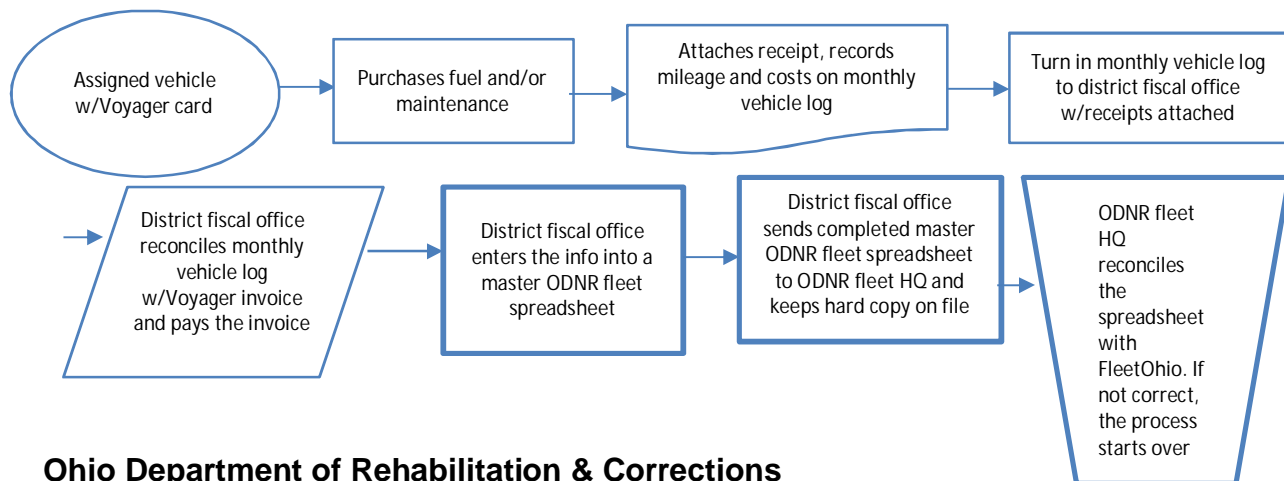 Assigned vehicle
w/Voyager card
Purchases fuel and/or
maintenance
Attaches receipt, records
mileage and costs on monthly
vehicle log
Turn in monthly vehicle log
to district fiscal office
w/receipts attached
District fiscal office
reconciles monthly
vehicle log
w/Voyager invoice
and pays the invoice
District fiscal office
enters the info into a
master ODNR fleet
spreadsheet
District fiscal office
sends completed master
ODNR fleet spreadsheet
to ODNR fleet HQ and
keeps hard copy on file
ODNR fleet
HQ
reconciles
the
spreadsheet
with
FleetOhio. If
not correct,
the process
starts over
Ohio Department of Rehabilitation & Corrections